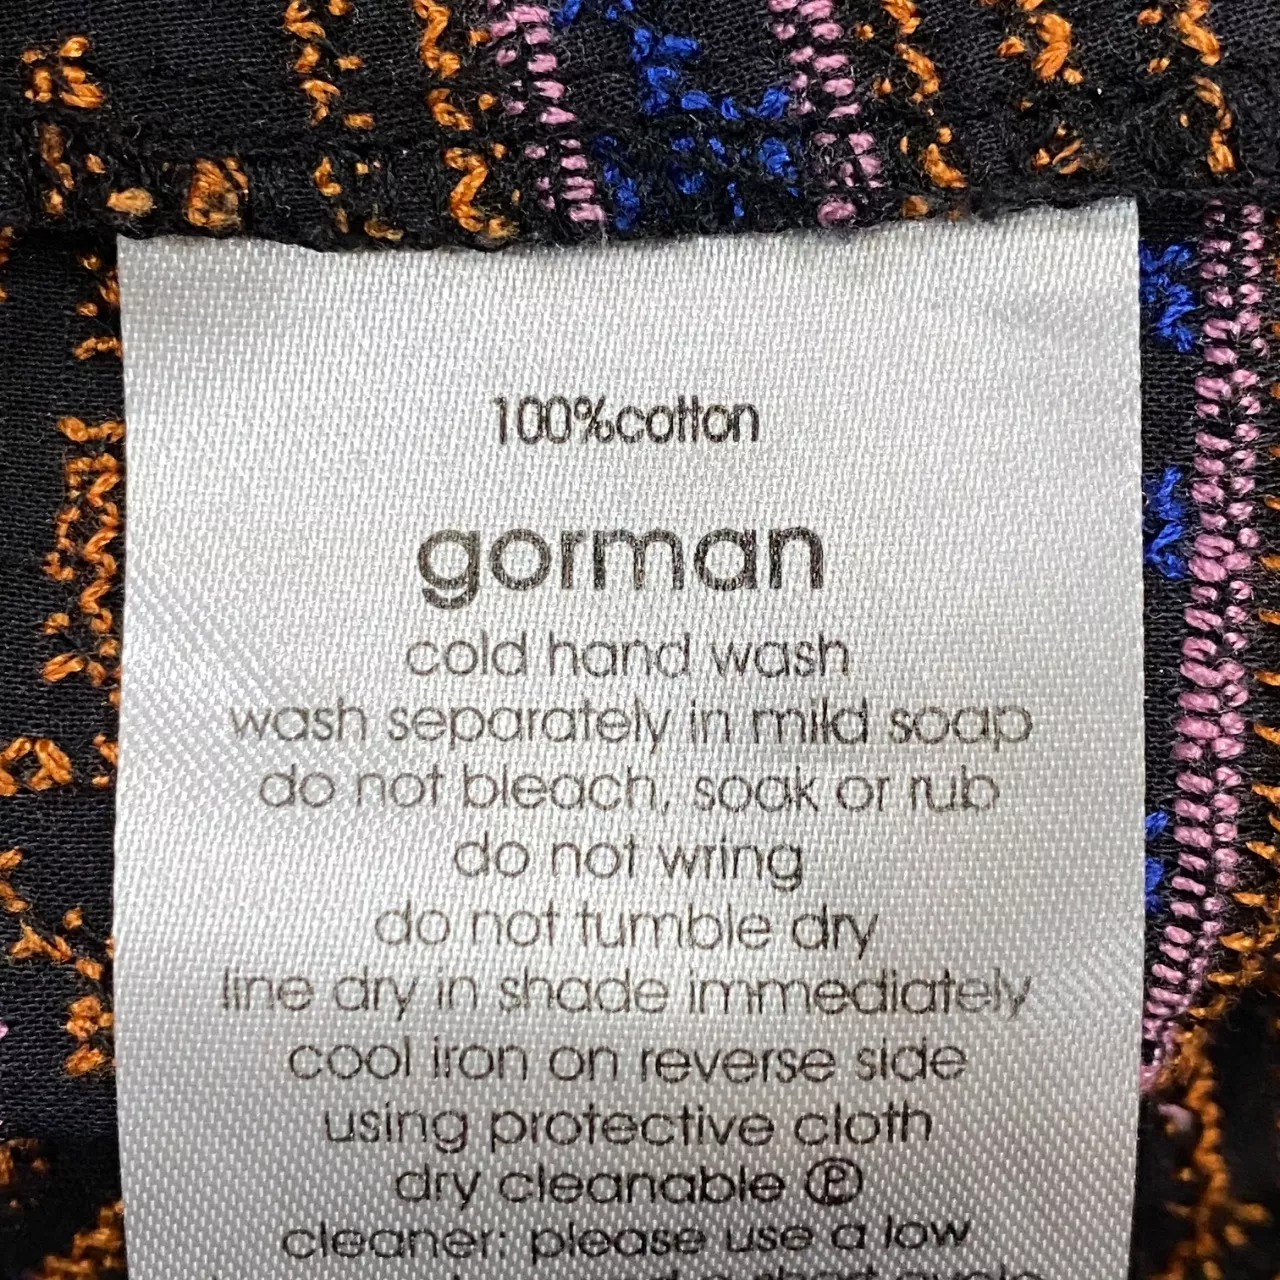 100%cotton
gorman
cold hand wash
wash separately in mild soap
do not bleach, soak or rub
do not wring
do not tumble dry
line dry in shade immediately
cool iron on reverse side
using protective cloth
dry cleanable Ⓟ
cleaner: please use a low
a short cycle